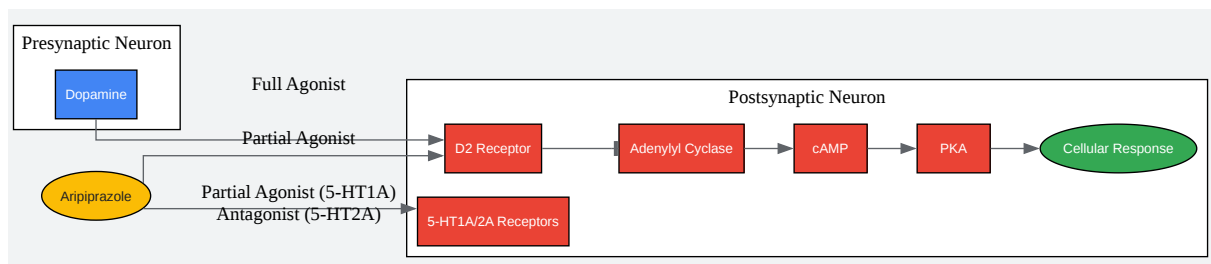 Presynaptic Neuron
Dopamine
Full Agonist
Partial Agonist
Aripiprazole
Partial Agonist (5-HT1A)
Antagonist (5-HT2A)
Postsynaptic Neuron
D2 Receptor
Adenylyl Cyclase
cAMP
PKA
Cellular Response
5-HT1A/2A Receptors